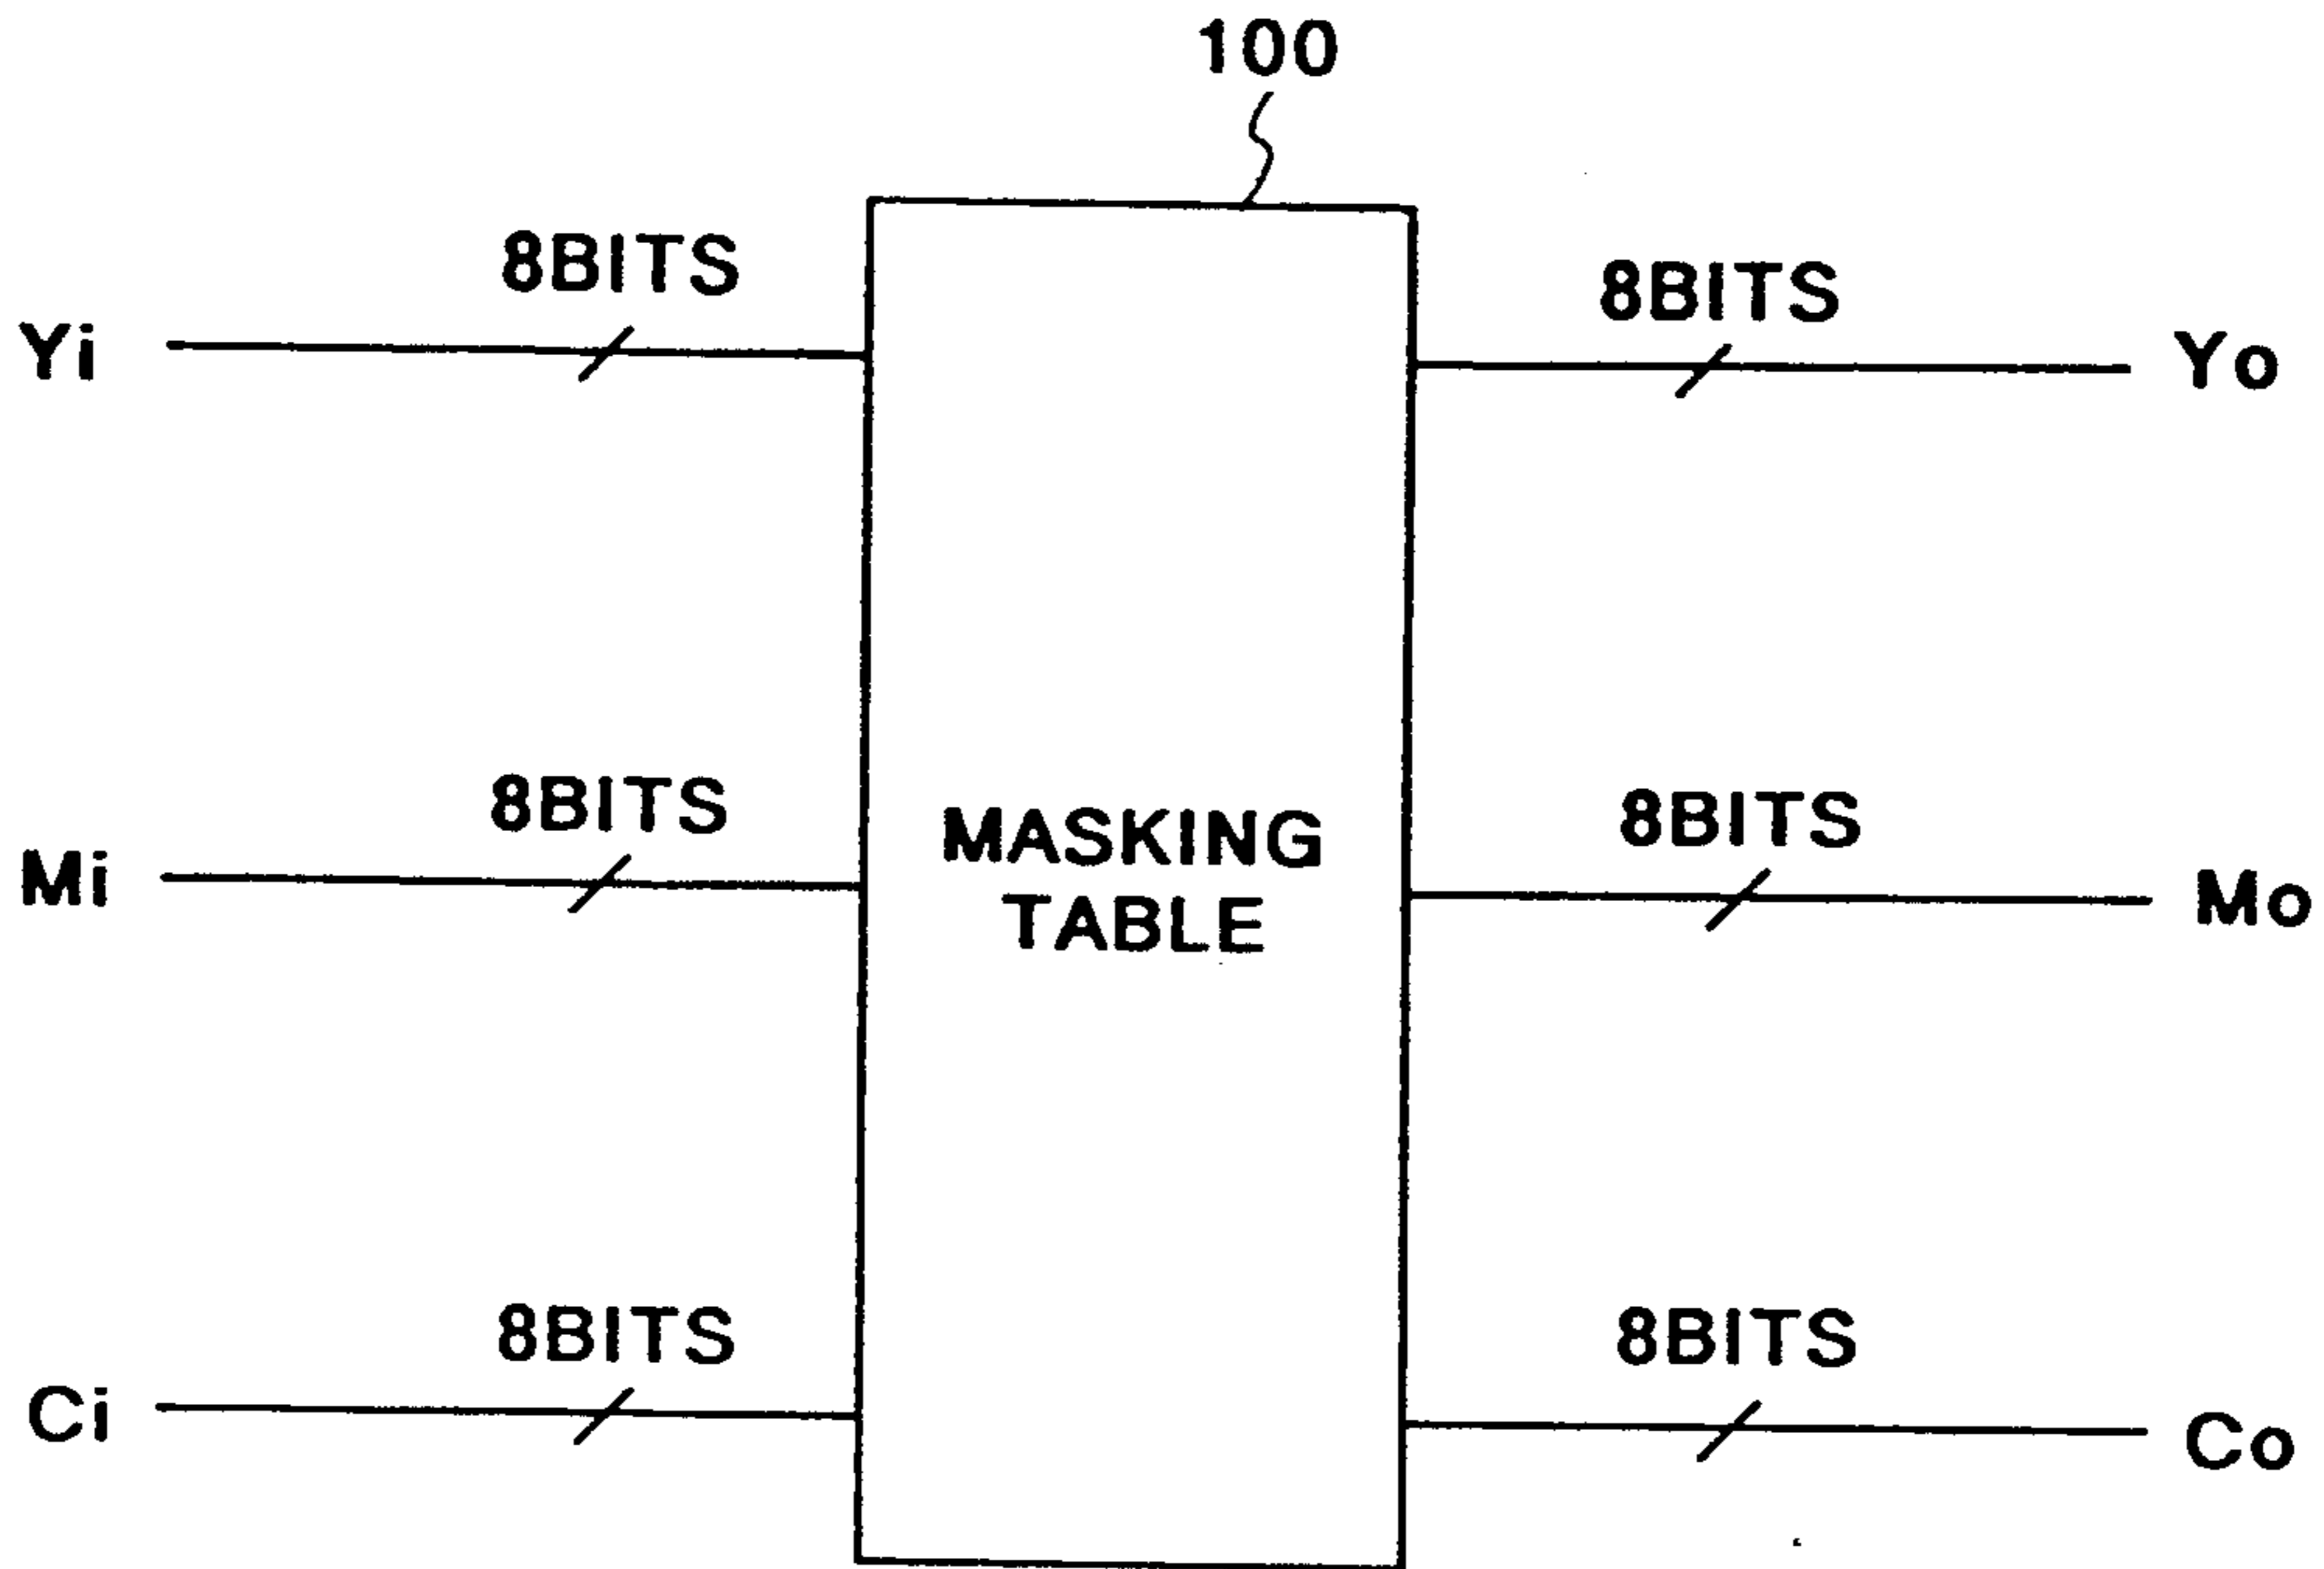 100
8BITS
8BITS
Yi
Yo
8BITS
8BITS
MASKING
TABLE
Mi
Mo
8BITS
8BITS
Ci
Co